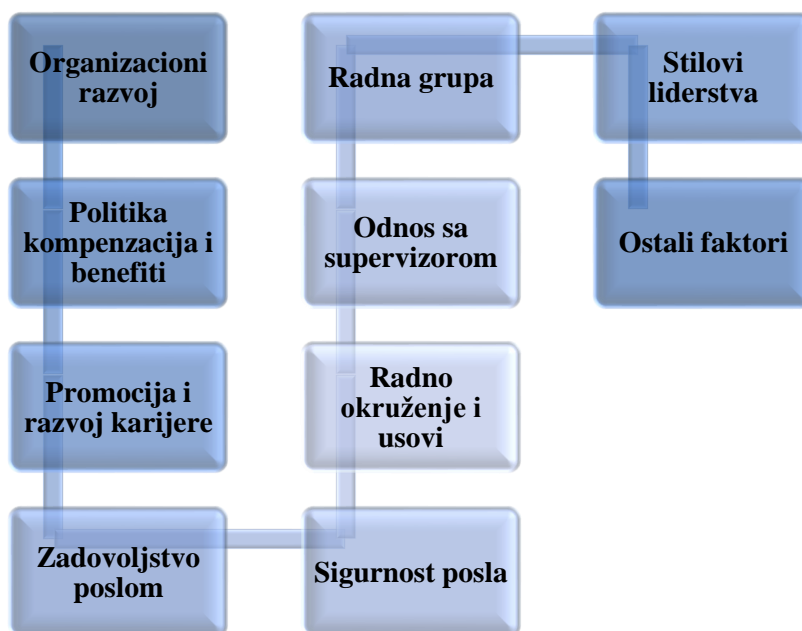 Organizacioni
razvoj
Politika
kompenzacija i
benefiti
Promocija i
razvoj karijere
Zadovoljstvo
poslom
Sigurnost posla
Radno
okruženje i
usovi
Odnos sa
supervizorom
Radna grupa
Stilovi
liderstva
Ostali faktori